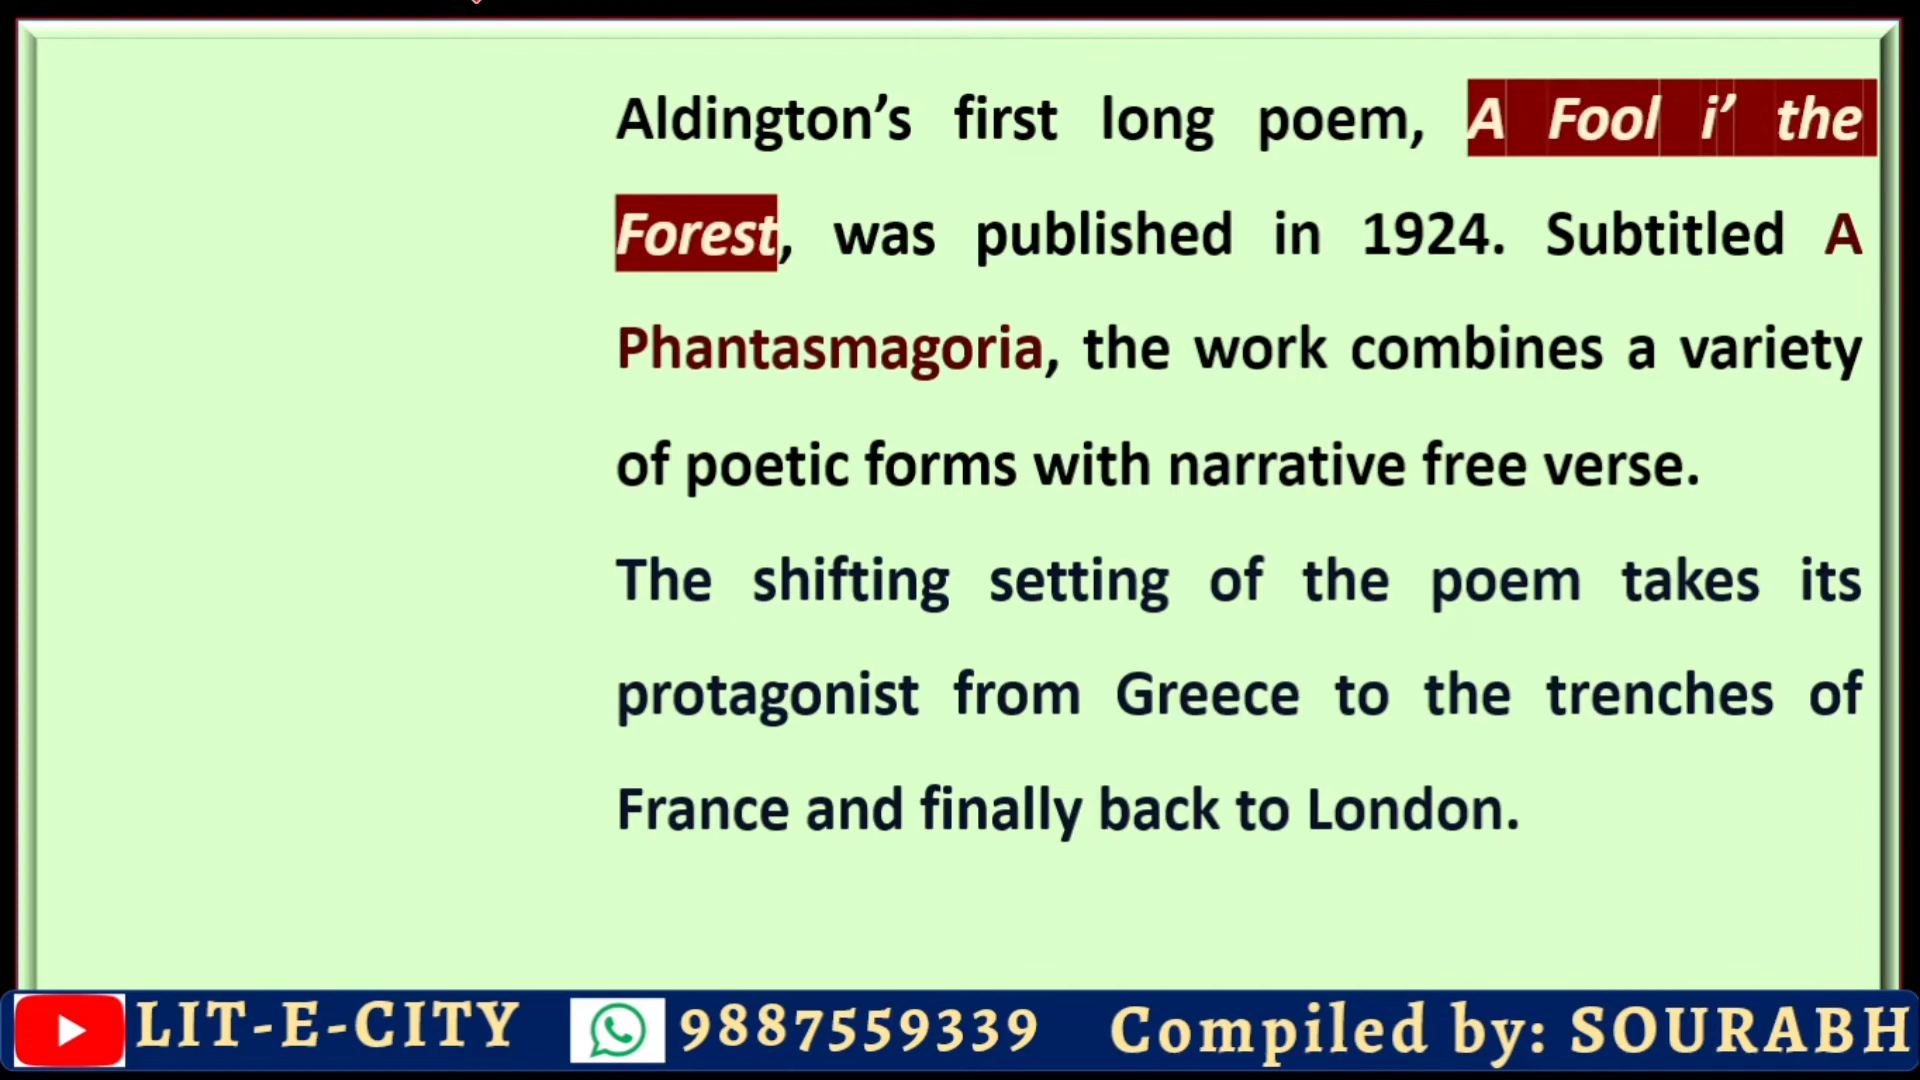 Aldington’s first long poem, A Fool i’ the
Forest, was published in 1924. Subtitled A
Phantasmagoria, the work combines a variety
of poetic forms with narrative free verse.
The shifting setting of the poem takes its
protagonist from Greece to the trenches of
France and finally back to London.
LIT-E-CITY 9887559339 Compiled by: SOURABH